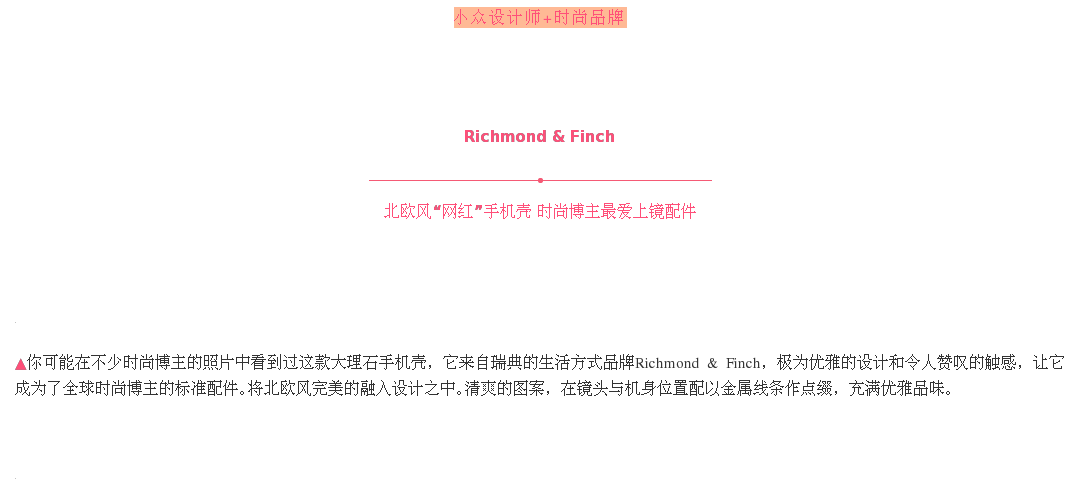 小众设计师+时尚品牌
Richmond & Finch
北欧风“网红”手机壳 时尚博主最爱上镜配件
▲你可能在不少时尚博主的照片中看到过这款大理石手机壳，它来自瑞典的生活方式品牌Richmond & Finch，极为优雅的设计和令人赞叹的触感，让它
成为了全球时尚博主的标准配件。将北欧风完美的融入设计之中。清爽的图案，在镜头与机身位置配以金属线条作点缀，充满优雅品味。